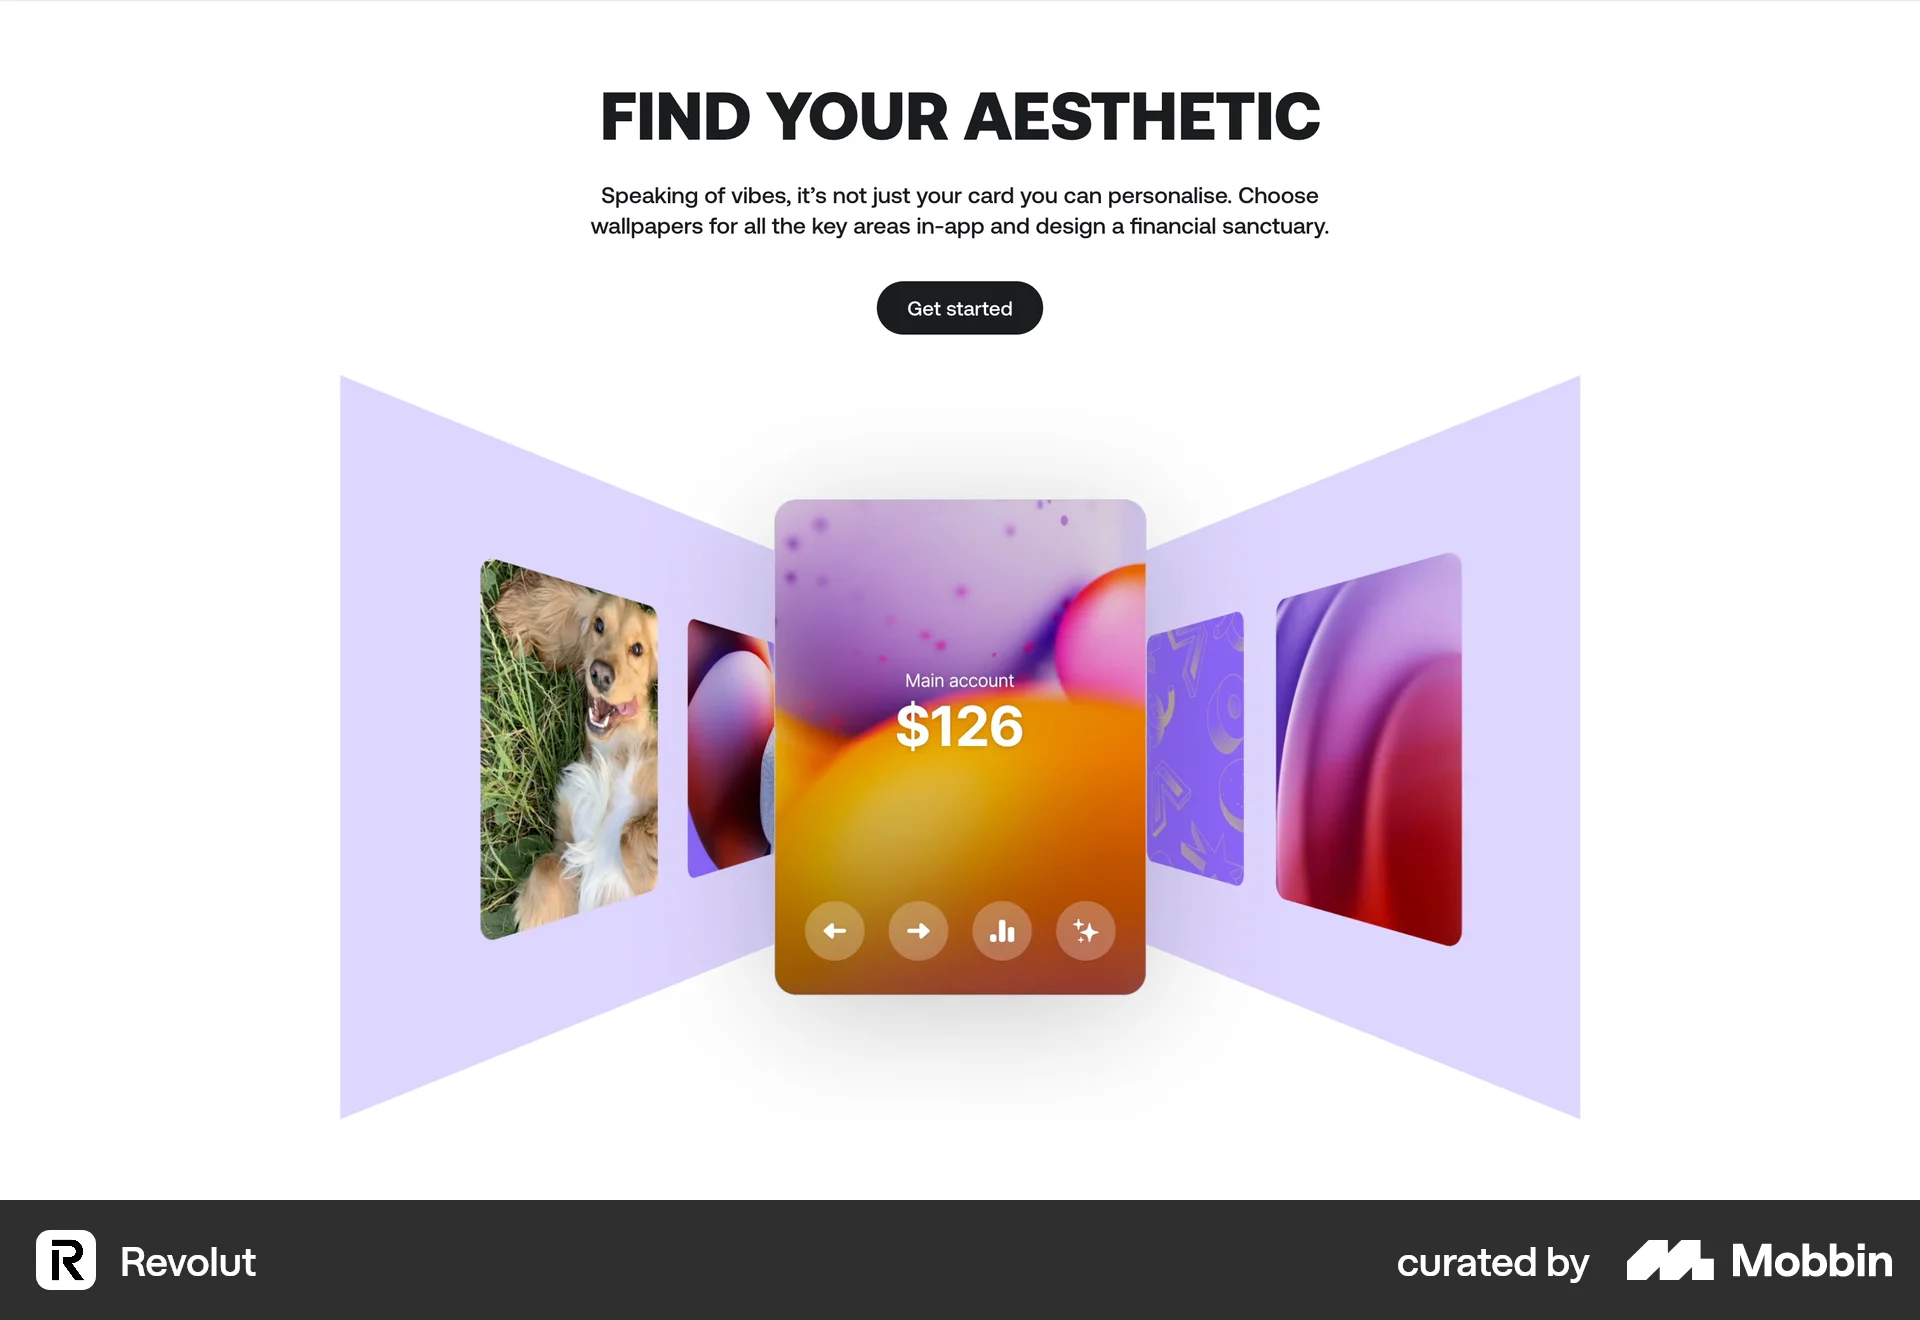 FIND YOUR AESTHETIC
Speaking of vibes, it’s not just your card you can personalise. Choose
wallpapers for all the key areas in-app and design a financial sanctuary.
Get started
Main account
$126
Revolut
curated by Mobbin